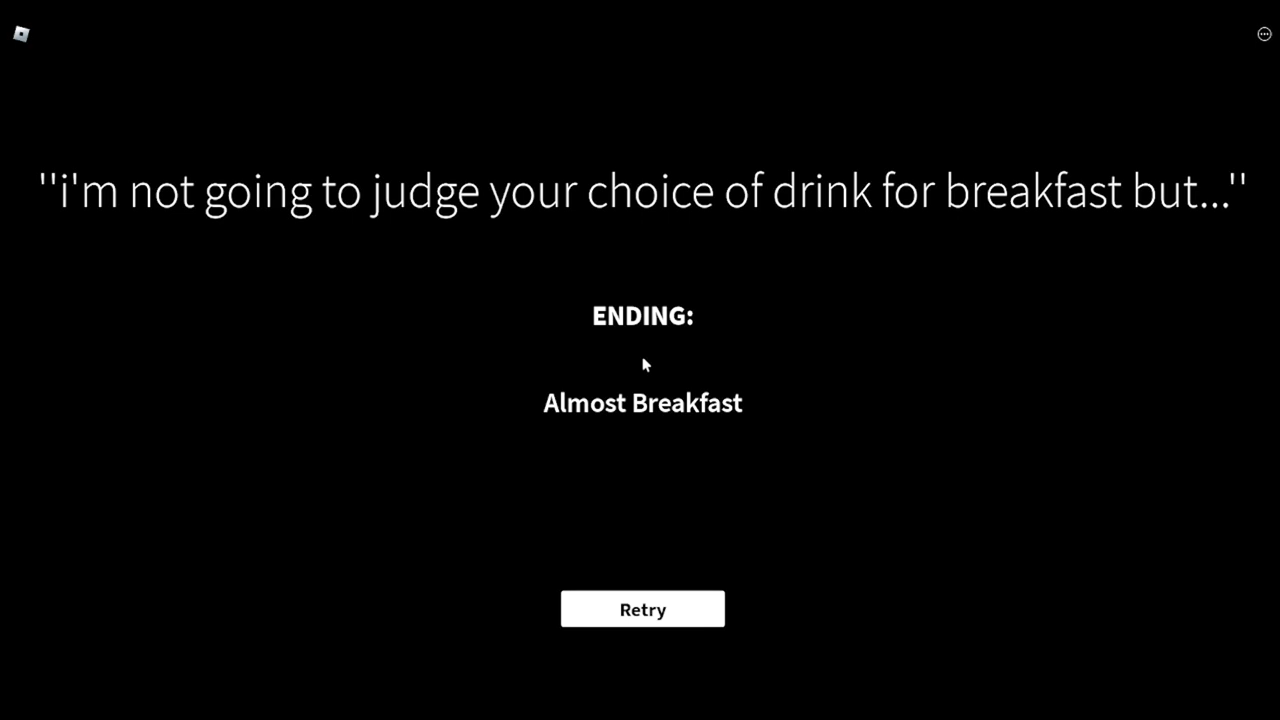 "i'm not going to judge your choice of drink for breakfast but..."
ENDING:
Almost Breakfast
Retry